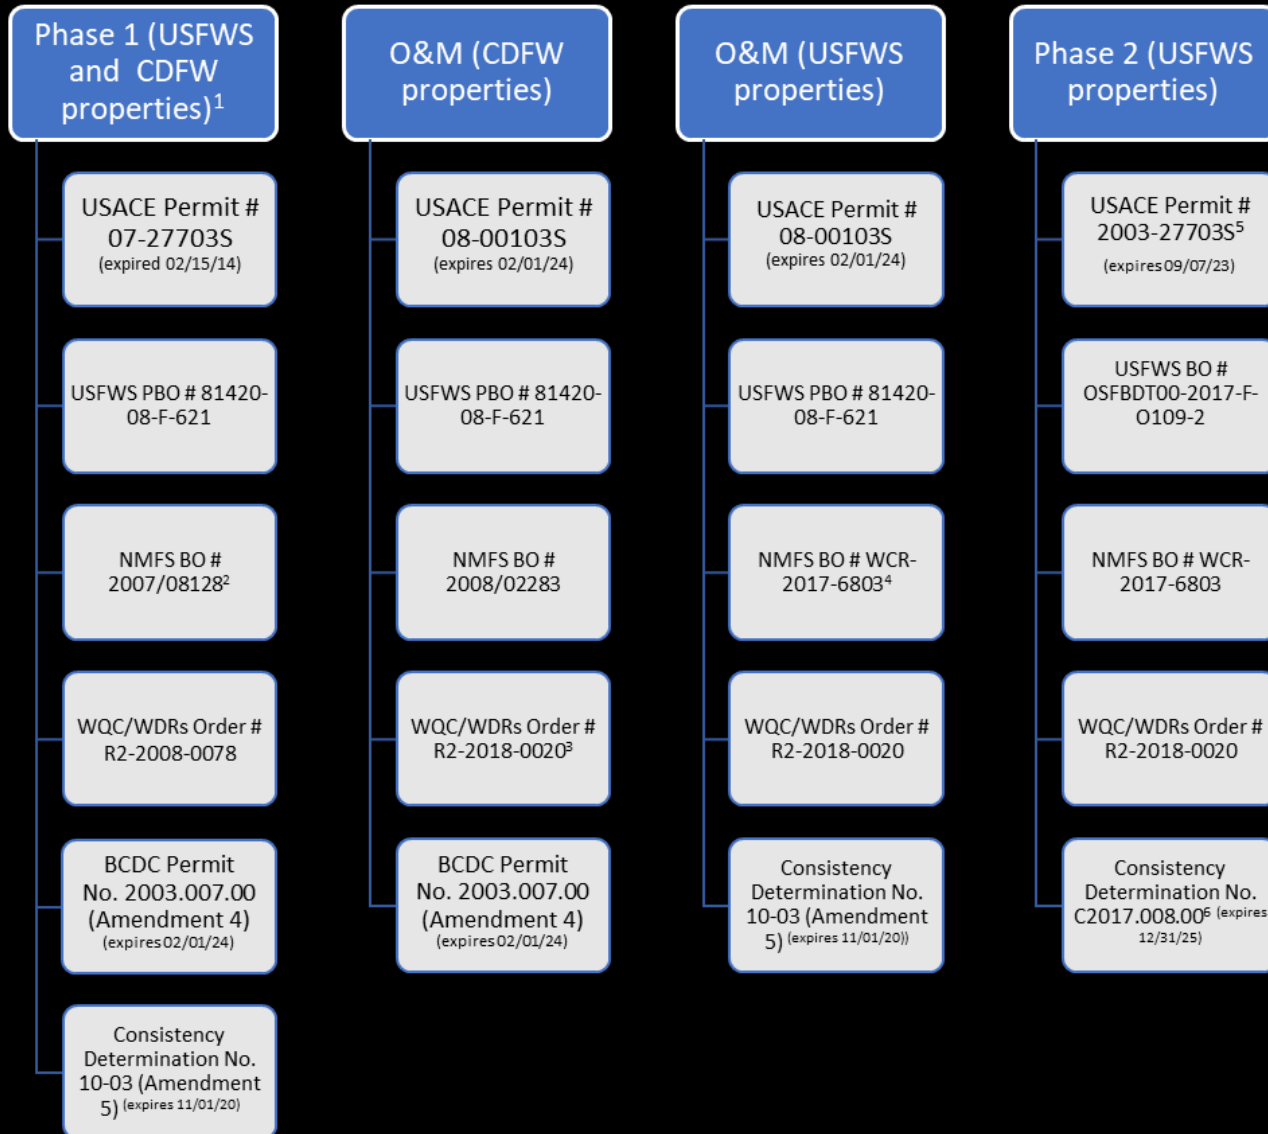 Phase 1 (USFWS
and CDFW
properties)¹
USACE Permit #
07-27703S
(expired 02/15/14)
USFWS PBO # 81420-
08-F-621
NMFS BO #
2007/08128²
WQC/WDRs Order #
R2-2008-0078
BCDC Permit
No. 2003.007.00
(Amendment 4)
(expires 02/01/24)
Consistency
Determination No.
10-03 (Amendment
5) (expires 11/01/20)
O&M (CDFW
properties)
USACE Permit #
08-00103S
(expires 02/01/24)
USFWS PBO # 81420-
08-F-621
NMFS BO #
2008/02283
WQC/WDRs Order #
R2-2018-0020³
BCDC Permit
No. 2003.007.00
(Amendment 4)
(expires 02/01/24)
O&M (USFWS
properties)
USACE Permit #
08-00103S
(expires 02/01/24)
USFWS PBO # 81420-
08-F-621
NMFS BO # WCR-
2017-6803⁴
WQC/WDRs Order #
R2-2018-0020
Consistency
Determination No.
10-03 (Amendment
5) (expires 11/01/20))
Phase 2 (USFWS
properties)
USACE Permit #
2003-27703S⁵
(expires 09/07/23)
USFWS BO #
OSFBDT00-2017-F-
O109-2
NMFS BO # WCR-
2017-6803
WQC/WDRs Order #
R2-2018-0020
Consistency
Determination No.
C2017.008.00⁶ (expires
12/31/25)